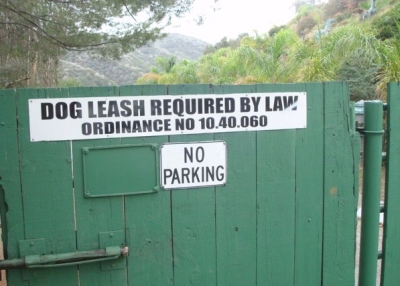 DOG LEASH REQUIRED BY LAW
ORDINANCE NO 10.40.060
NO
PARKING